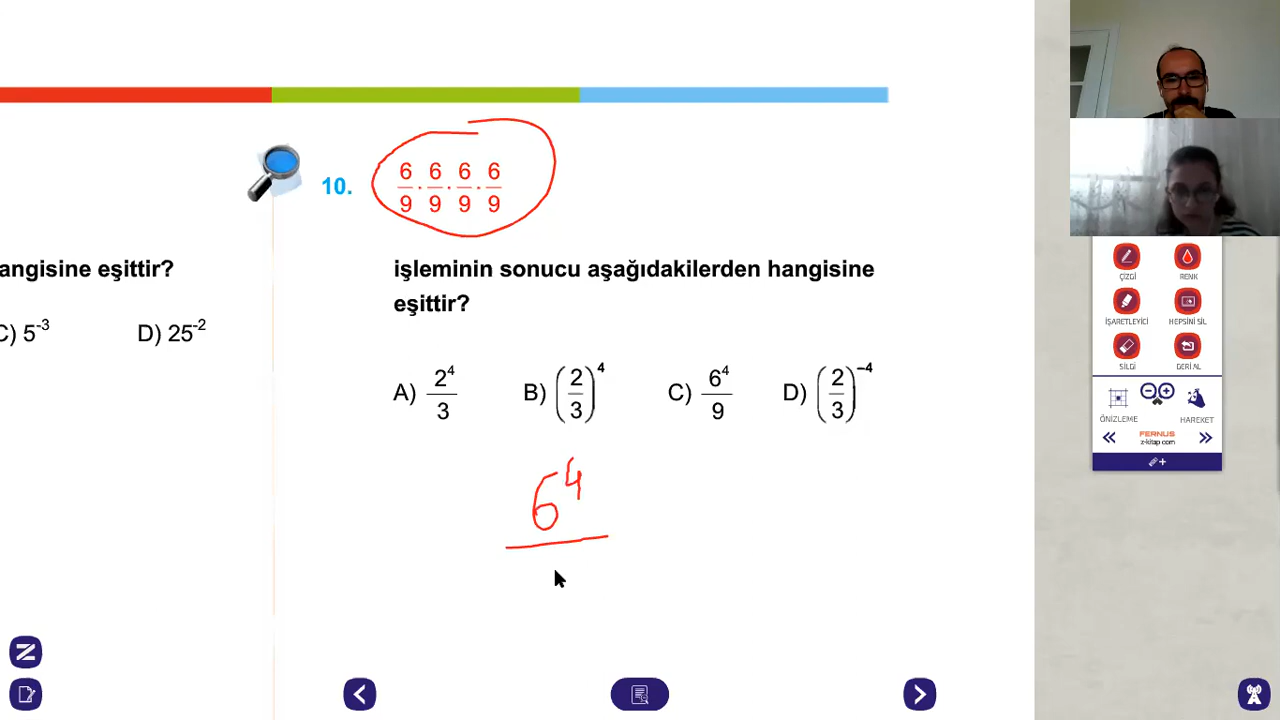 10.
6/9 · 6/9 · 6/9 · 6/9
işleminin sonucu aşağıdakilerden hangisine
eşittir?
A) 2⁴/3 B) (2/3)⁴ C) 6⁴/9 D) (2/3)⁻⁴
6⁴
angisine eşittir?
C) 5⁻³ D) 25⁻²
ÇİZGİ RENK
İŞARETLEYİCİ HEPSİNİ SİL
SİLGİ GERİ AL
ÖNİZLEME HAREKET
FERNUS
z-kitap.com